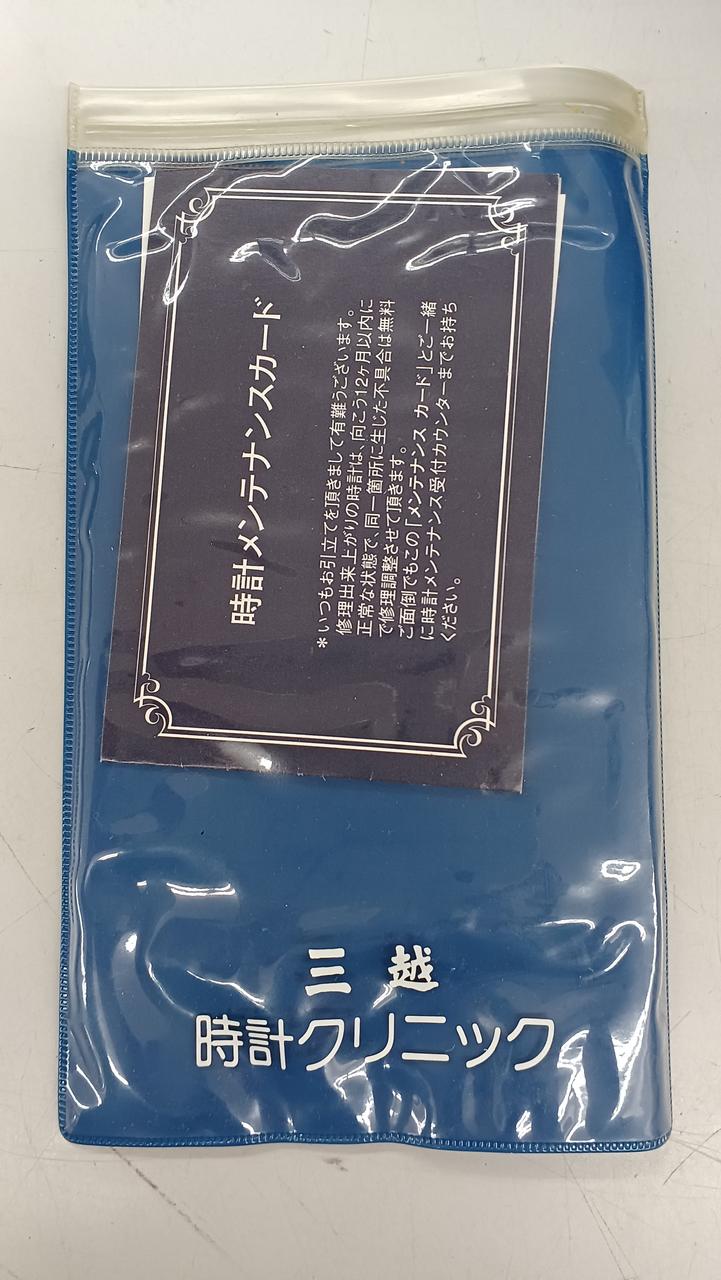 時計メンテナンスカード
＊いつもお引立てを頂きまして有難うございます。
修理出来上がりの時計は、向こう12ヶ月以内に
正常な状態で、同一箇所に生じた不具合は無料
で修理調整させて頂きます。
ご面倒でもこの「メンテナンス カード」とご一緒
に時計メンテナンス受付カウンターまでお持ち
ください。
三越
時計クリニック